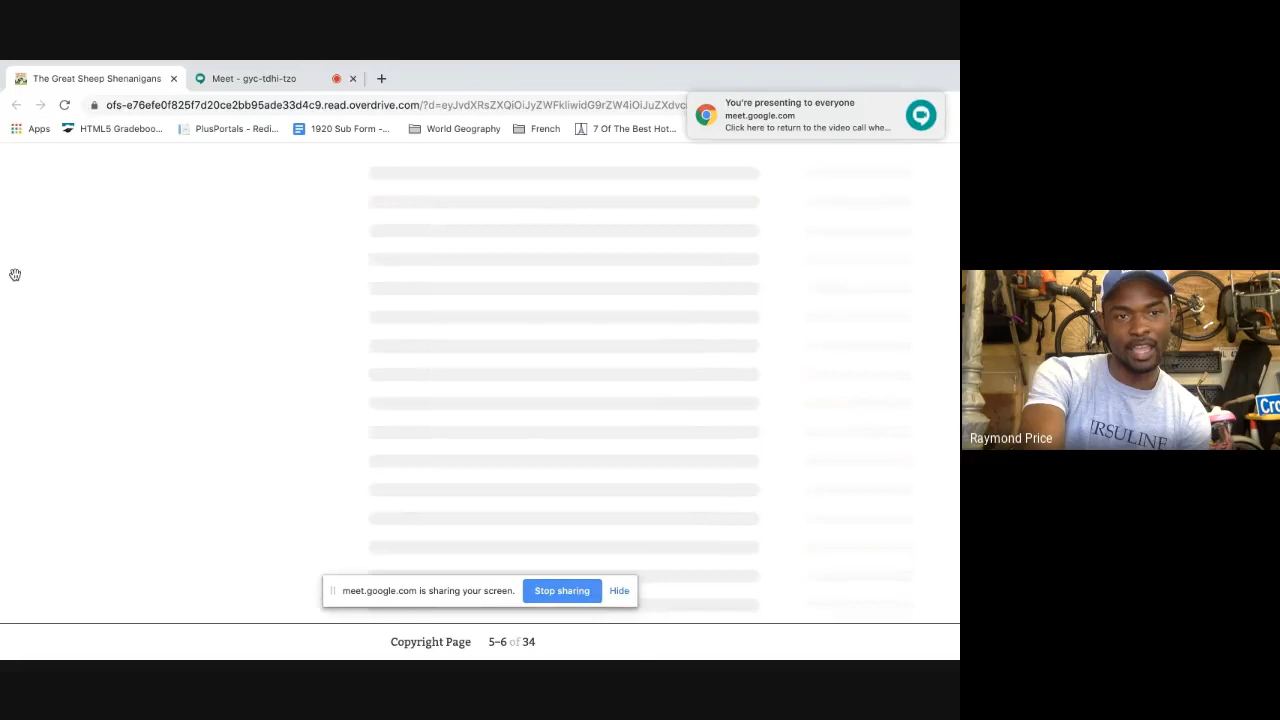 The Great Sheep Shenanigans
Meet - gyc-tdhi-tzo
ofs-e76efe0f825f7d20ce2bb95ade33d4c9.read.overdrive.com
You're presenting to everyone
meet.google.com
Click here to return to the video call whe...
Apps
HTML5 Gradeboo...
PlusPortals - Redi...
1920 Sub Form -...
World Geography
French
7 Of The Best Hot...
Raymond Price
meet.google.com is sharing your screen.
Stop sharing
Hide
Copyright Page 5–6 of 34